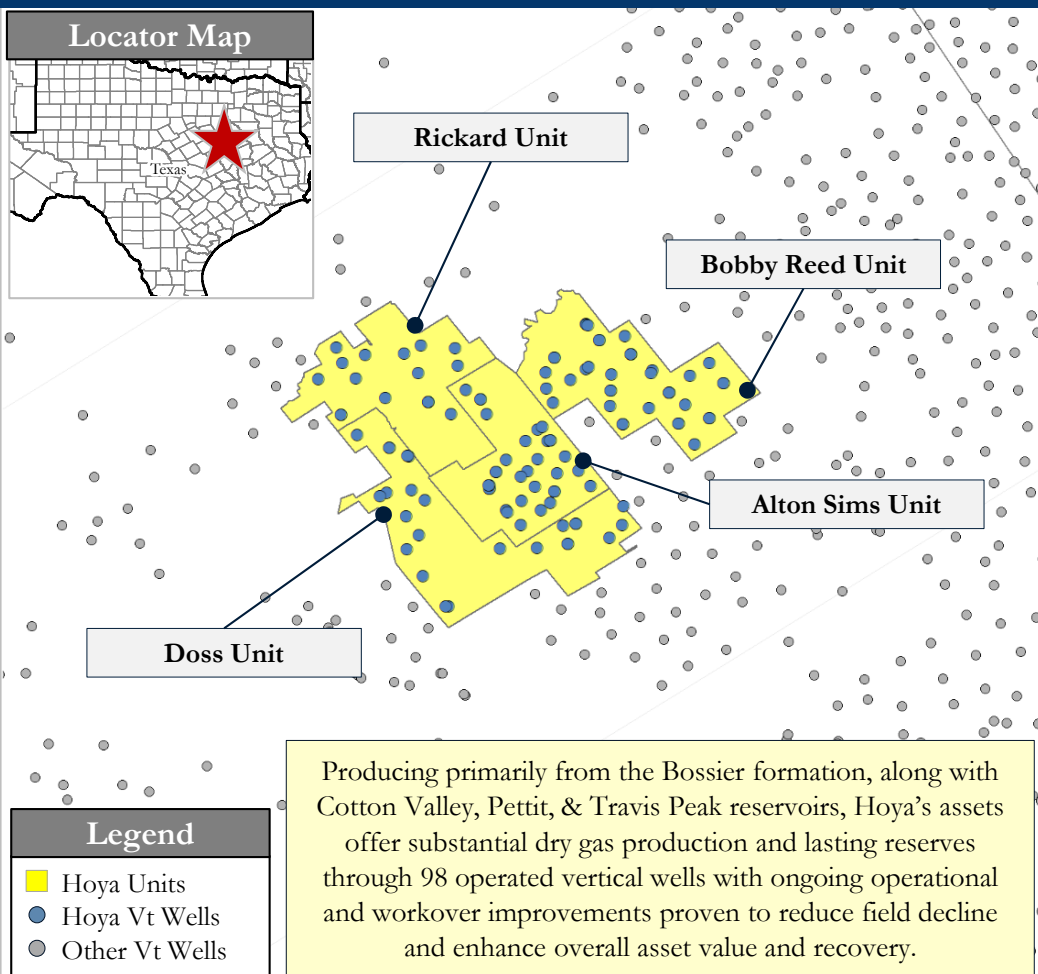 Locator Map
Texas
Rickard Unit
Bobby Reed Unit
Alton Sims Unit
Doss Unit
Producing primarily from the Bossier formation, along with
Cotton Valley, Pettit, & Travis Peak reservoirs, Hoya's assets
offer substantial dry gas production and lasting reserves
through 98 operated vertical wells with ongoing operational
and workover improvements proven to reduce field decline
and enhance overall asset value and recovery.
Legend
Hoya Units
Hoya Vt Wells
Other Vt Wells